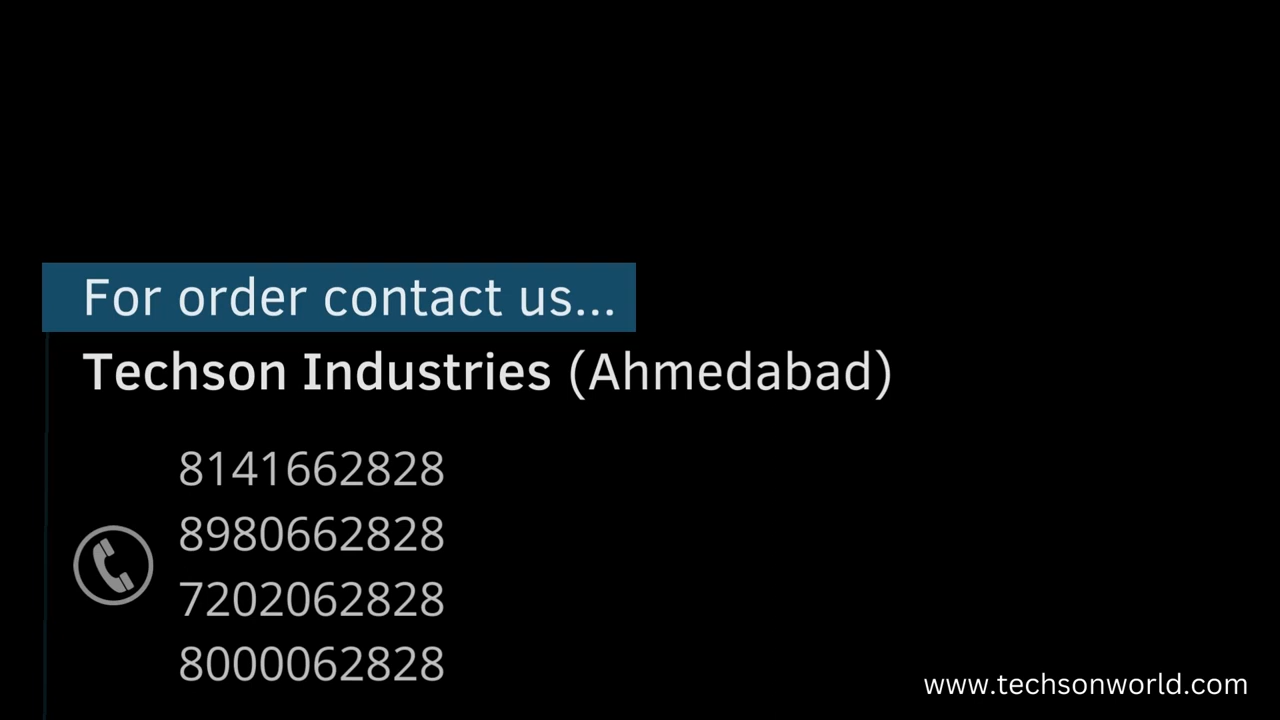 For order contact us...
Techson Industries (Ahmedabad)
8141662828
8980662828
7202062828
8000062828
www.techsonworld.com